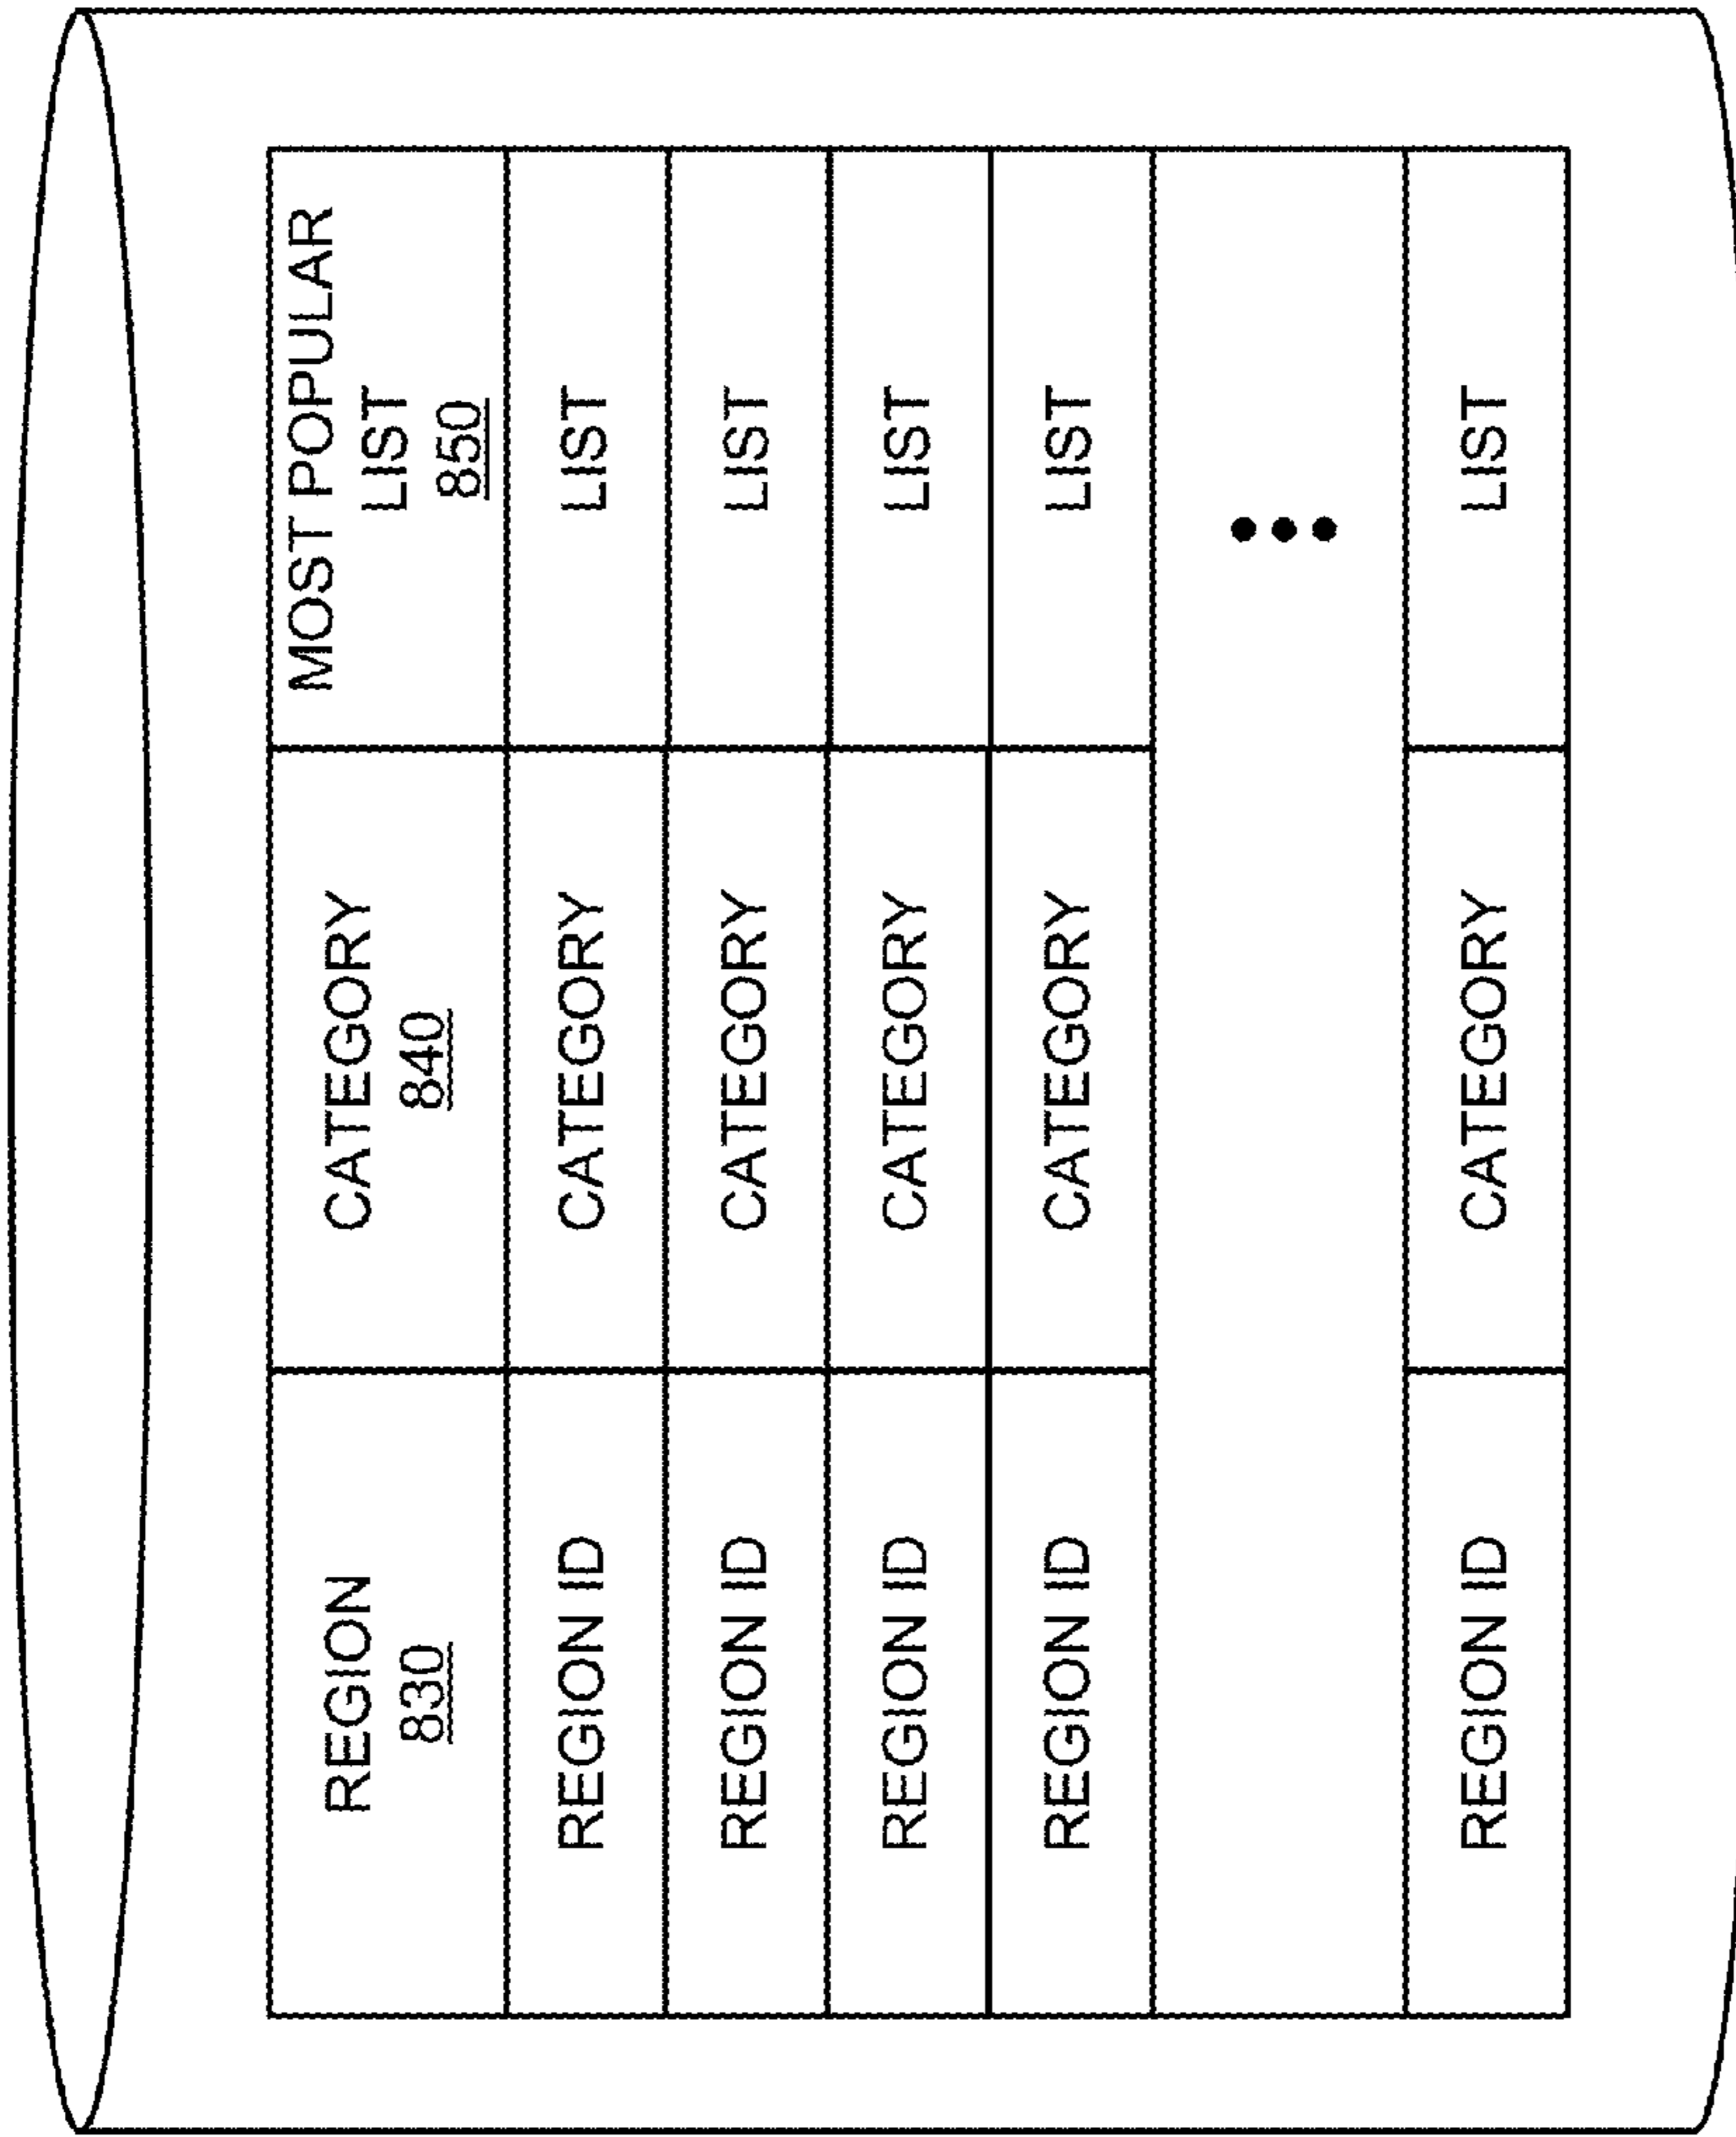 REGION
830
CATEGORY
840
MOST POPULAR
LIST
850
REGION ID
CATEGORY
LIST
REGION ID
CATEGORY
LIST
REGION ID
CATEGORY
LIST
REGION ID
CATEGORY
LIST
REGION ID
CATEGORY
LIST